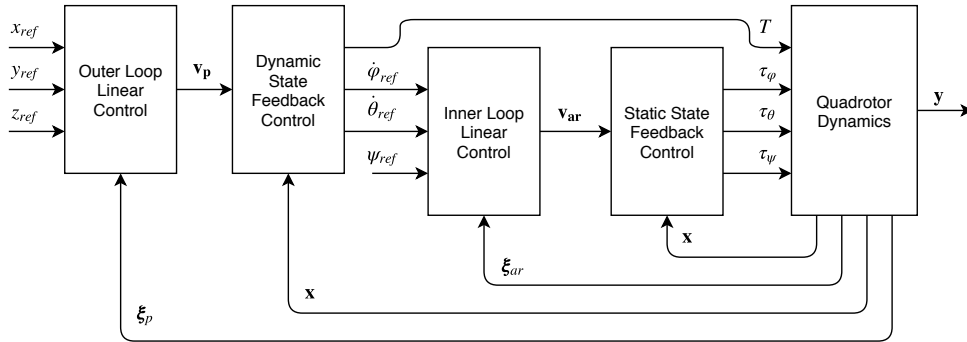 x_ref
y_ref
z_ref
Outer Loop
Linear
Control
v_p
Dynamic
State
Feedback
Control
φ̇_ref
θ̇_ref
ψ_ref
Inner Loop
Linear
Control
v_ar
Static State
Feedback
Control
T
τ_φ
τ_θ
τ_ψ
Quadrotor
Dynamics
y
x
ξ_ar
x
ξ_p